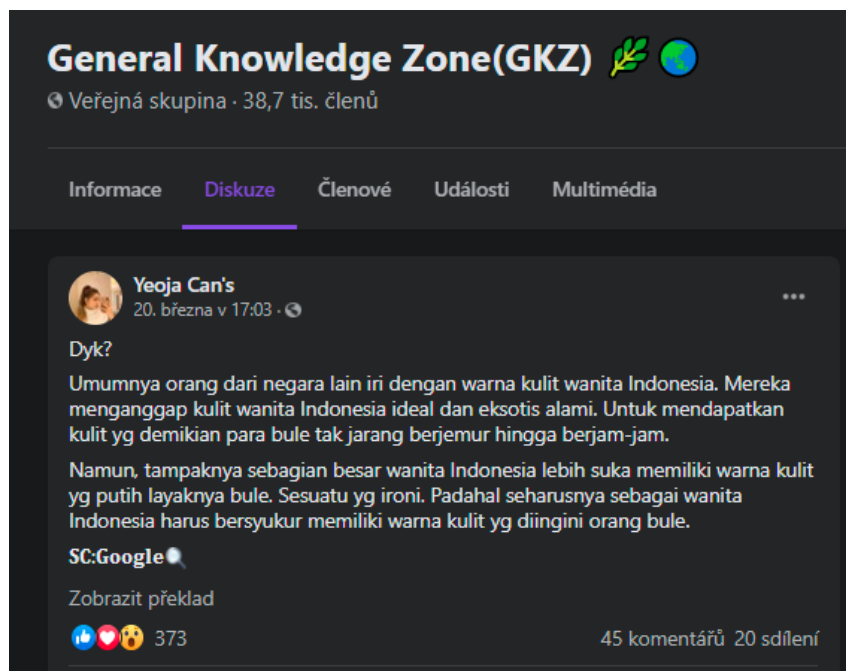 General Knowledge Zone(GKZ) 🌿 🌏
Veřejná skupina · 38,7 tis. členů
Informace Diskuze Členové Události Multimédia
Yeoja Can's
20. března v 17:03 ·
Dyk?
Umumnya orang dari negara lain iri dengan warna kulit wanita Indonesia. Mereka
menganggap kulit wanita Indonesia ideal dan eksotis alami. Untuk mendapatkan
kulit yg demikian para bule tak jarang berjemur hingga berjam-jam.
Namun, tampaknya sebagian besar wanita Indonesia lebih suka memiliki warna kulit
yg putih layaknya bule. Sesuatu yg ironi. Padahal seharusnya sebagai wanita
Indonesia harus bersyukur memiliki warna kulit yg diingini orang bule.
SC:Google🔍
Zobrazit překlad
373 45 komentářů 20 sdílení